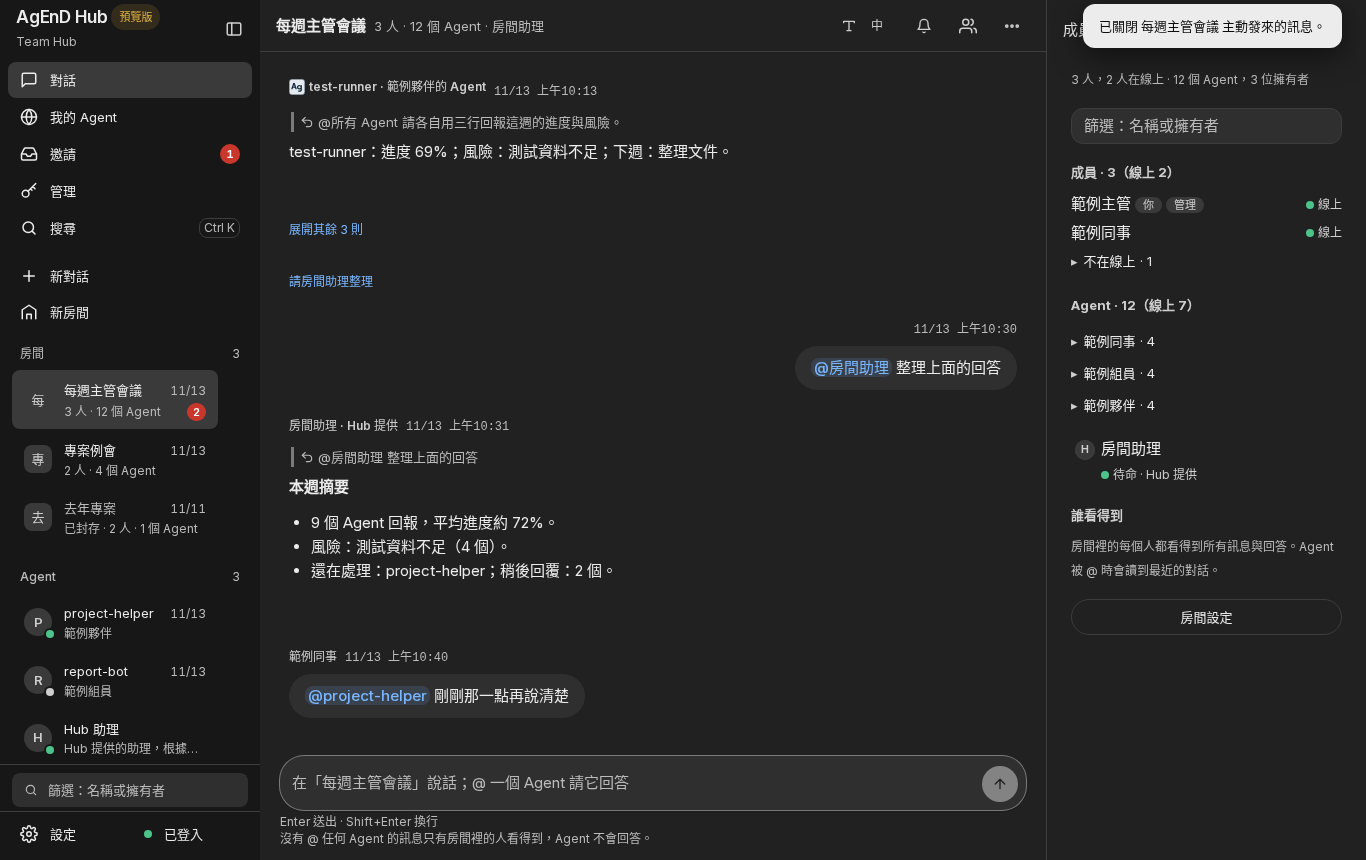 AgEnD Hub 預覽版
Team Hub
對話
我的 Agent
邀請 1
管理
搜尋 Ctrl K
新對話
新房間
房間 3
每 每週主管會議 11/13
3 人 · 12 個 Agent 2
專 專案例會 11/13
2 人 · 4 個 Agent
去 去年專案 11/11
已封存 · 2 人 · 1 個 Agent
Agent 3
P project-helper 11/13
範例夥伴
R report-bot 11/13
範例組員
H Hub 助理
Hub 提供的助理，根據…
篩選：名稱或擁有者
設定 已登入
每週主管會議 3 人 · 12 個 Agent · 房間助理
中
Ag test-runner · 範例夥伴的 Agent 11/13 上午10:13
@所有 Agent 請各自用三行回報這週的進度與風險。
test-runner：進度 69%；風險：測試資料不足；下週：整理文件。
展開其餘 3 則
請房間助理整理
11/13 上午10:30
@房間助理 整理上面的回答
房間助理 · Hub 提供 11/13 上午10:31
@房間助理 整理上面的回答
本週摘要
• 9 個 Agent 回報，平均進度約 72%。
• 風險：測試資料不足（4 個）。
• 還在處理：project-helper；稍後回覆：2 個。
範例同事 11/13 上午10:40
@project-helper 剛剛那一點再說清楚
在「每週主管會議」說話；@ 一個 Agent 請它回答
Enter 送出 · Shift+Enter 換行
沒有 @ 任何 Agent 的訊息只有房間裡的人看得到，Agent 不會回答。
已關閉 每週主管會議 主動發來的訊息。
3 人，2 人在線上 · 12 個 Agent，3 位擁有者
篩選：名稱或擁有者
成員 · 3（線上 2）
範例主管 你 管理 線上
範例同事 線上
▸ 不在線上 · 1
Agent · 12（線上 7）
▸ 範例同事 · 4
▸ 範例組員 · 4
▸ 範例夥伴 · 4
H 房間助理
待命 · Hub 提供
誰看得到
房間裡的每個人都看得到所有訊息與回答。Agent
被 @ 時會讀到最近的對話。
房間設定